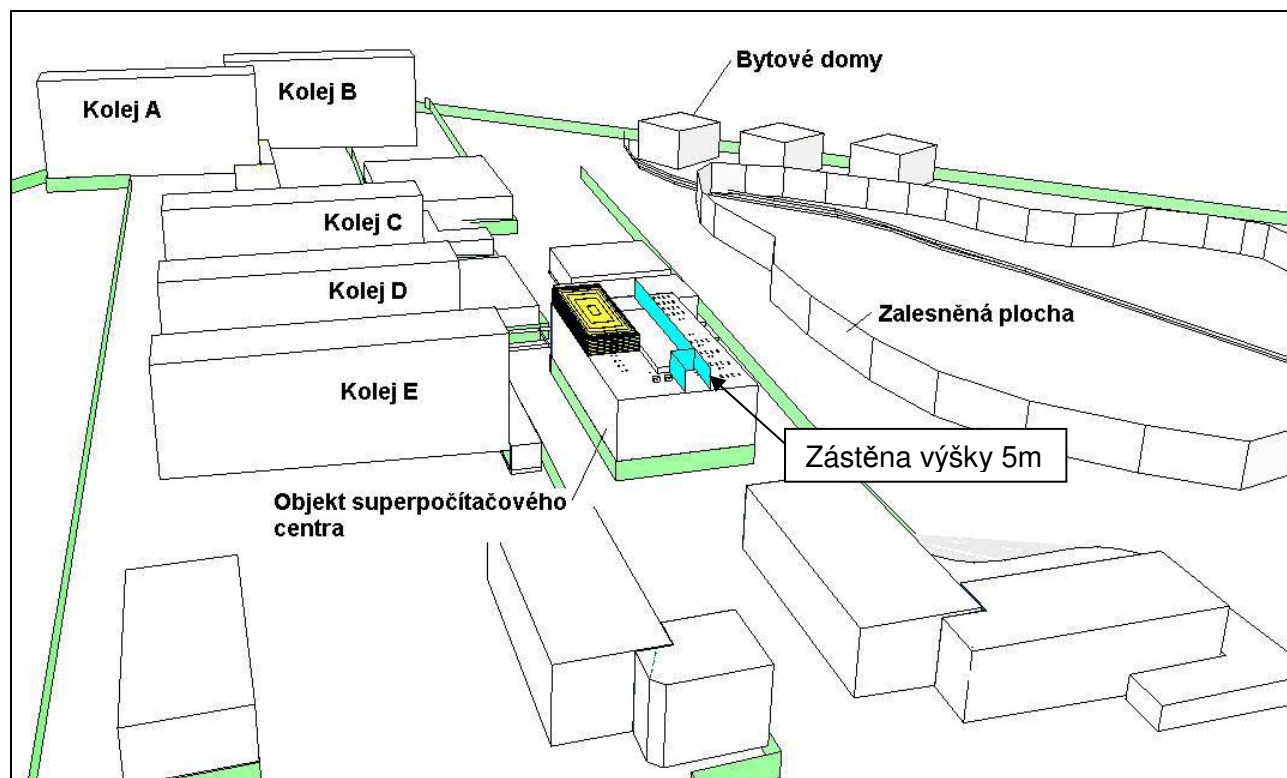 Bytové domy
Kolej B
Kolej A
Kolej C
Kolej D
Zalesněná plocha
Kolej E
Zástěna výšky 5m
Objekt superpočítačového
centra